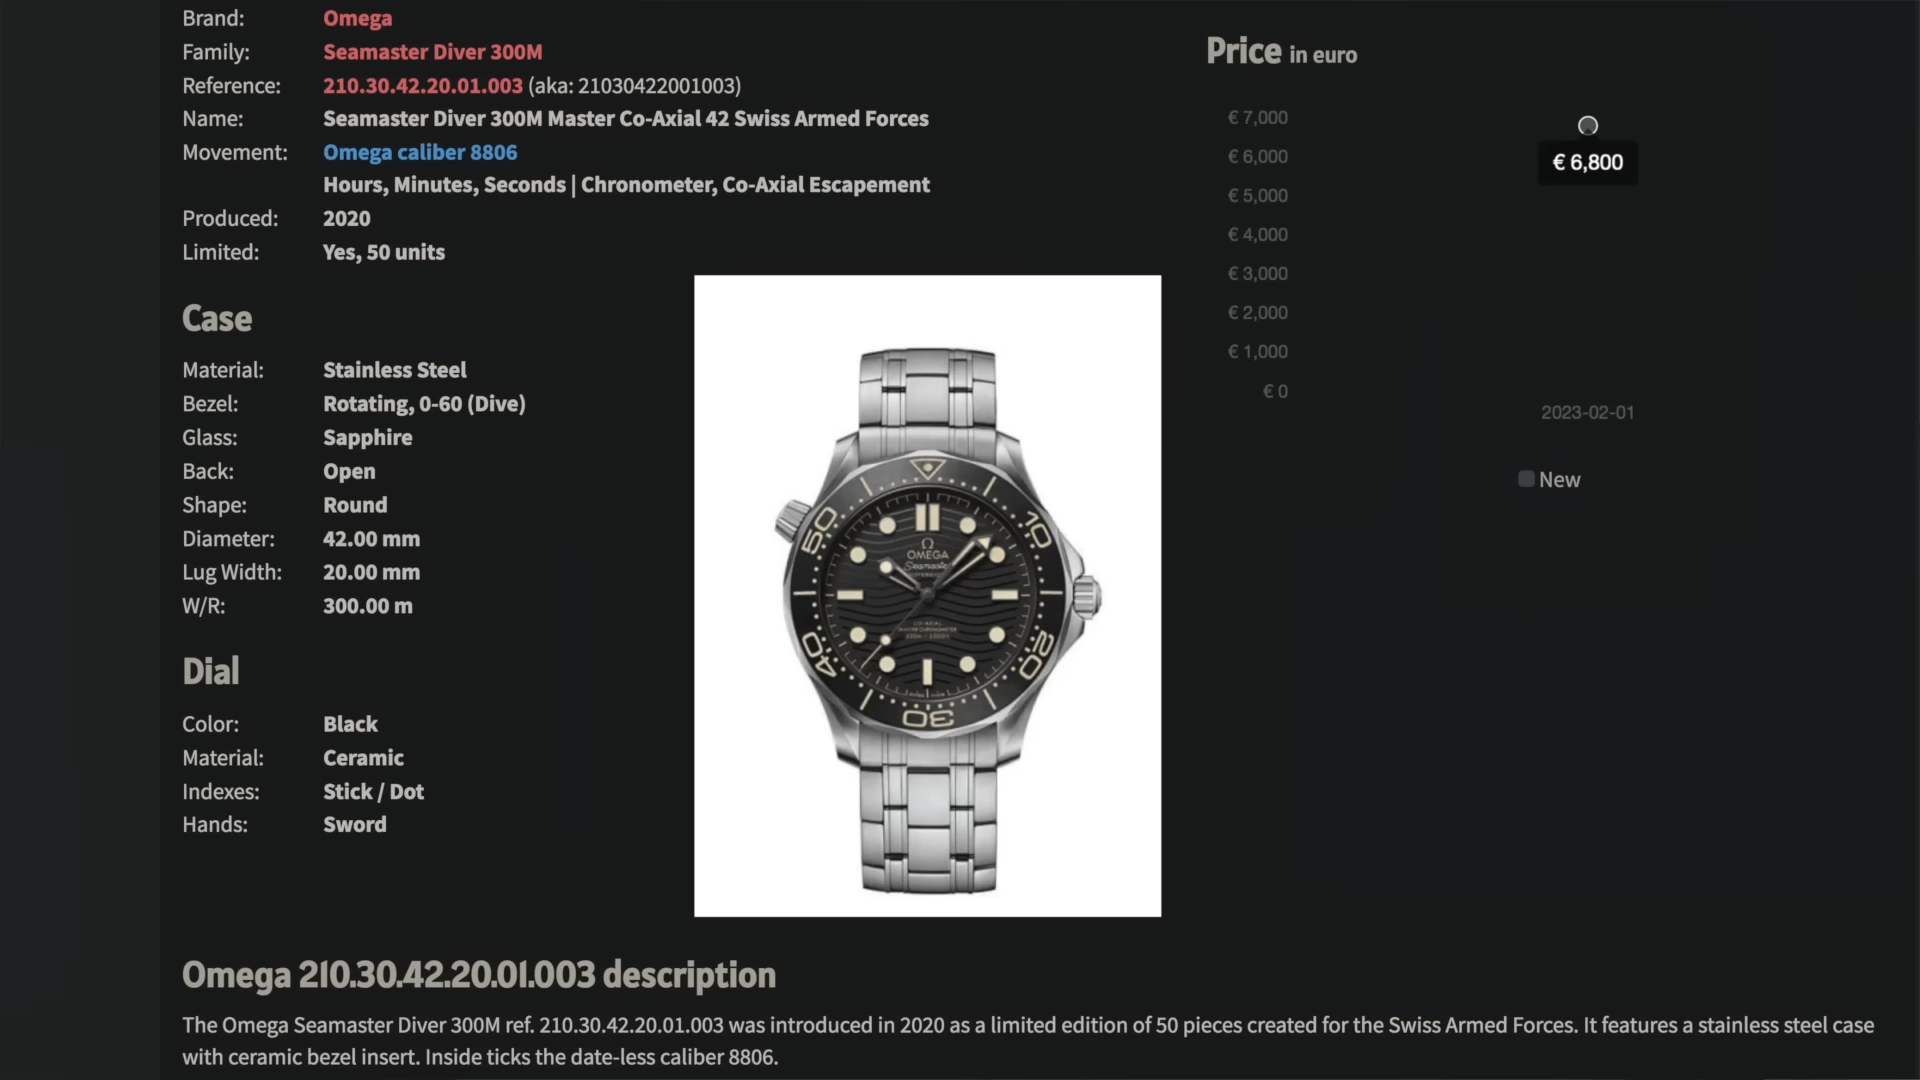 Brand: Omega
Family: Seamaster Diver 300M
Reference: 210.30.42.20.01.003 (aka: 21030422001003)
Name: Seamaster Diver 300M Master Co-Axial 42 Swiss Armed Forces
Movement: Omega caliber 8806
Hours, Minutes, Seconds | Chronometer, Co-Axial Escapement
Produced: 2020
Limited: Yes, 50 units
Case
Material: Stainless Steel
Bezel: Rotating, 0-60 (Dive)
Glass: Sapphire
Back: Open
Shape: Round
Diameter: 42.00 mm
Lug Width: 20.00 mm
W/R: 300.00 m
Dial
Color: Black
Material: Ceramic
Indexes: Stick / Dot
Hands: Sword
10
20
30
40
50
Ω
OMEGA
Seamaster
CO-AXIAL
MASTER CHRONOMETER
Price in euro
€ 7,000
€ 6,000
€ 5,000
€ 4,000
€ 3,000
€ 2,000
€ 1,000
€ 0
€ 6,800
2023-02-01
New
Omega 210.30.42.20.01.003 description
The Omega Seamaster Diver 300M ref. 210.30.42.20.01.003 was introduced in 2020 as a limited edition of 50 pieces created for the Swiss Armed Forces. It features a stainless steel case
with ceramic bezel insert. Inside ticks the date-less caliber 8806.